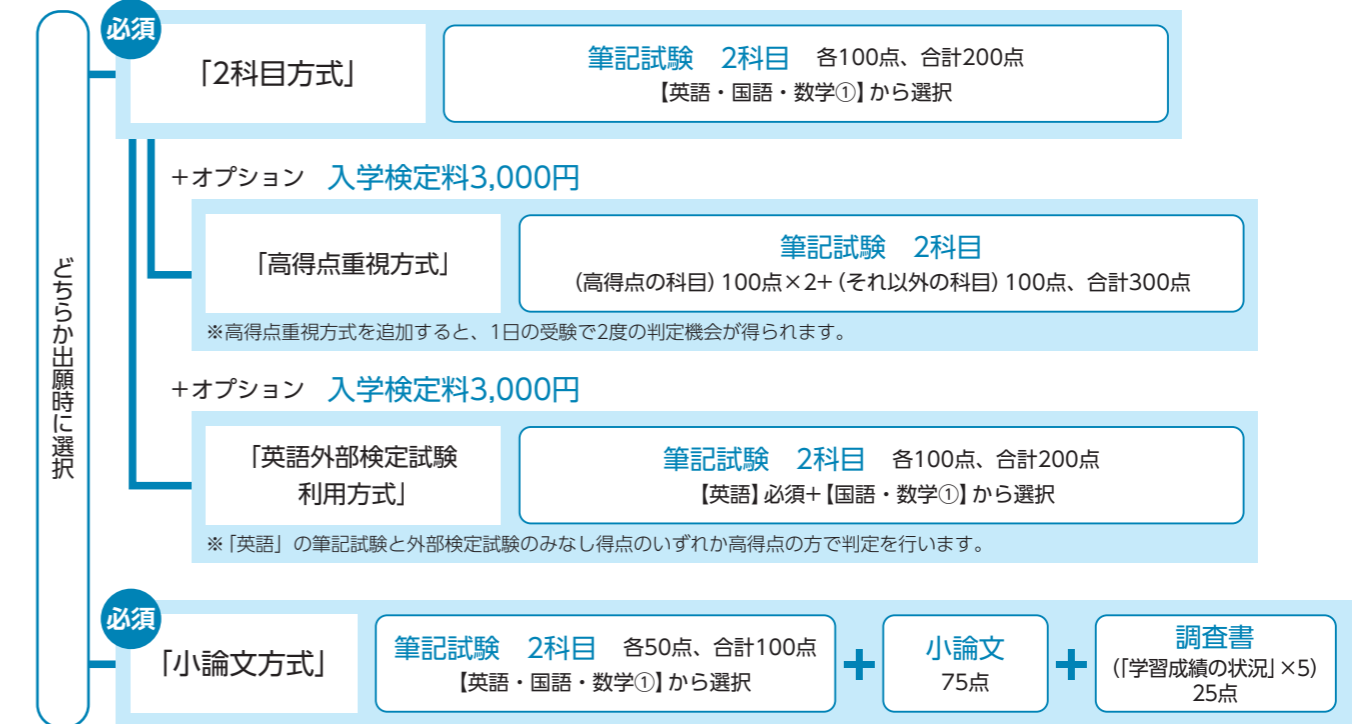 どちらか出願時に選択
必須
「2科目方式」
筆記試験 2科目 各100点、合計200点
【英語・国語・数学①】から選択
+オプション 入学検定料3,000円
「高得点重視方式」
筆記試験 2科目
(高得点の科目)100点×2+(それ以外の科目)100点、合計300点
※高得点重視方式を追加すると、1日の受験で2度の判定機会が得られます。
+オプション 入学検定料3,000円
「英語外部検定試験
利用方式」
筆記試験 2科目 各100点、合計200点
【英語】必須+【国語・数学①】から選択
※「英語」の筆記試験と外部検定試験のみなし得点のいずれか高得点の方で判定を行います。
必須
「小論文方式」
筆記試験 2科目 各50点、合計100点
【英語・国語・数学①】から選択
+
小論文
75点
+
調査書
(「学習成績の状況」×5)
25点